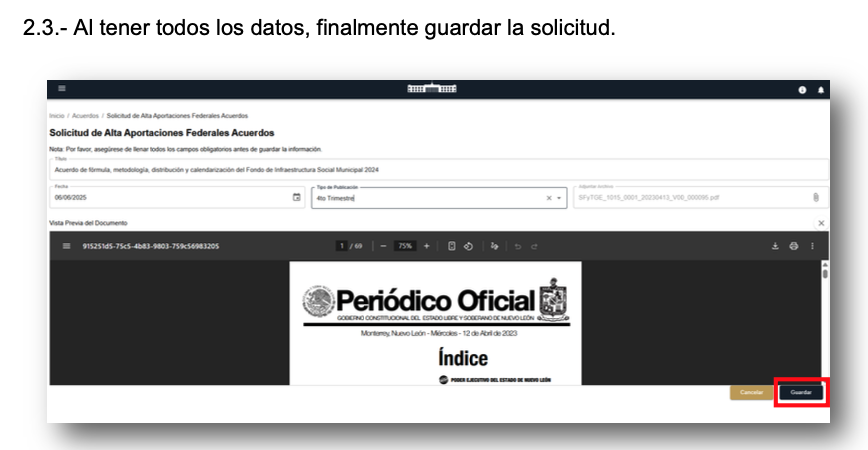 2.3.- Al tener todos los datos, finalmente guardar la solicitud.
Inicio / Acuerdos / Solicitud de Alta Aportaciones Federales Acuerdos
Solicitud de Alta Aportaciones Federales Acuerdos
Nota: Por favor, asegúrese de llenar todos los campos obligatorios antes de guardar la información.
Título
Acuerdo de fórmula, metodología, distribución y calendarización del Fondo de Infraestructura Social Municipal 2024
Fecha
06/06/2025
Tipo de Publicación
4to Trimestre
Adjuntar Archivo
SFyTGE_1015_0001_20230413_V06_000095.pdf
Vista Previa del Documento
915251d5-75c5-4b83-9803-759c56983205
1 / 69
75%
Periódico Oficial
GOBIERNO CONSTITUCIONAL DEL ESTADO LIBRE Y SOBERANO DE NUEVO LEÓN
Monterrey, Nuevo León - Miércoles - 12 de Abril de 2023
Índice
PODER EJECUTIVO DEL ESTADO DE NUEVO LEÓN
Cancelar
Guardar